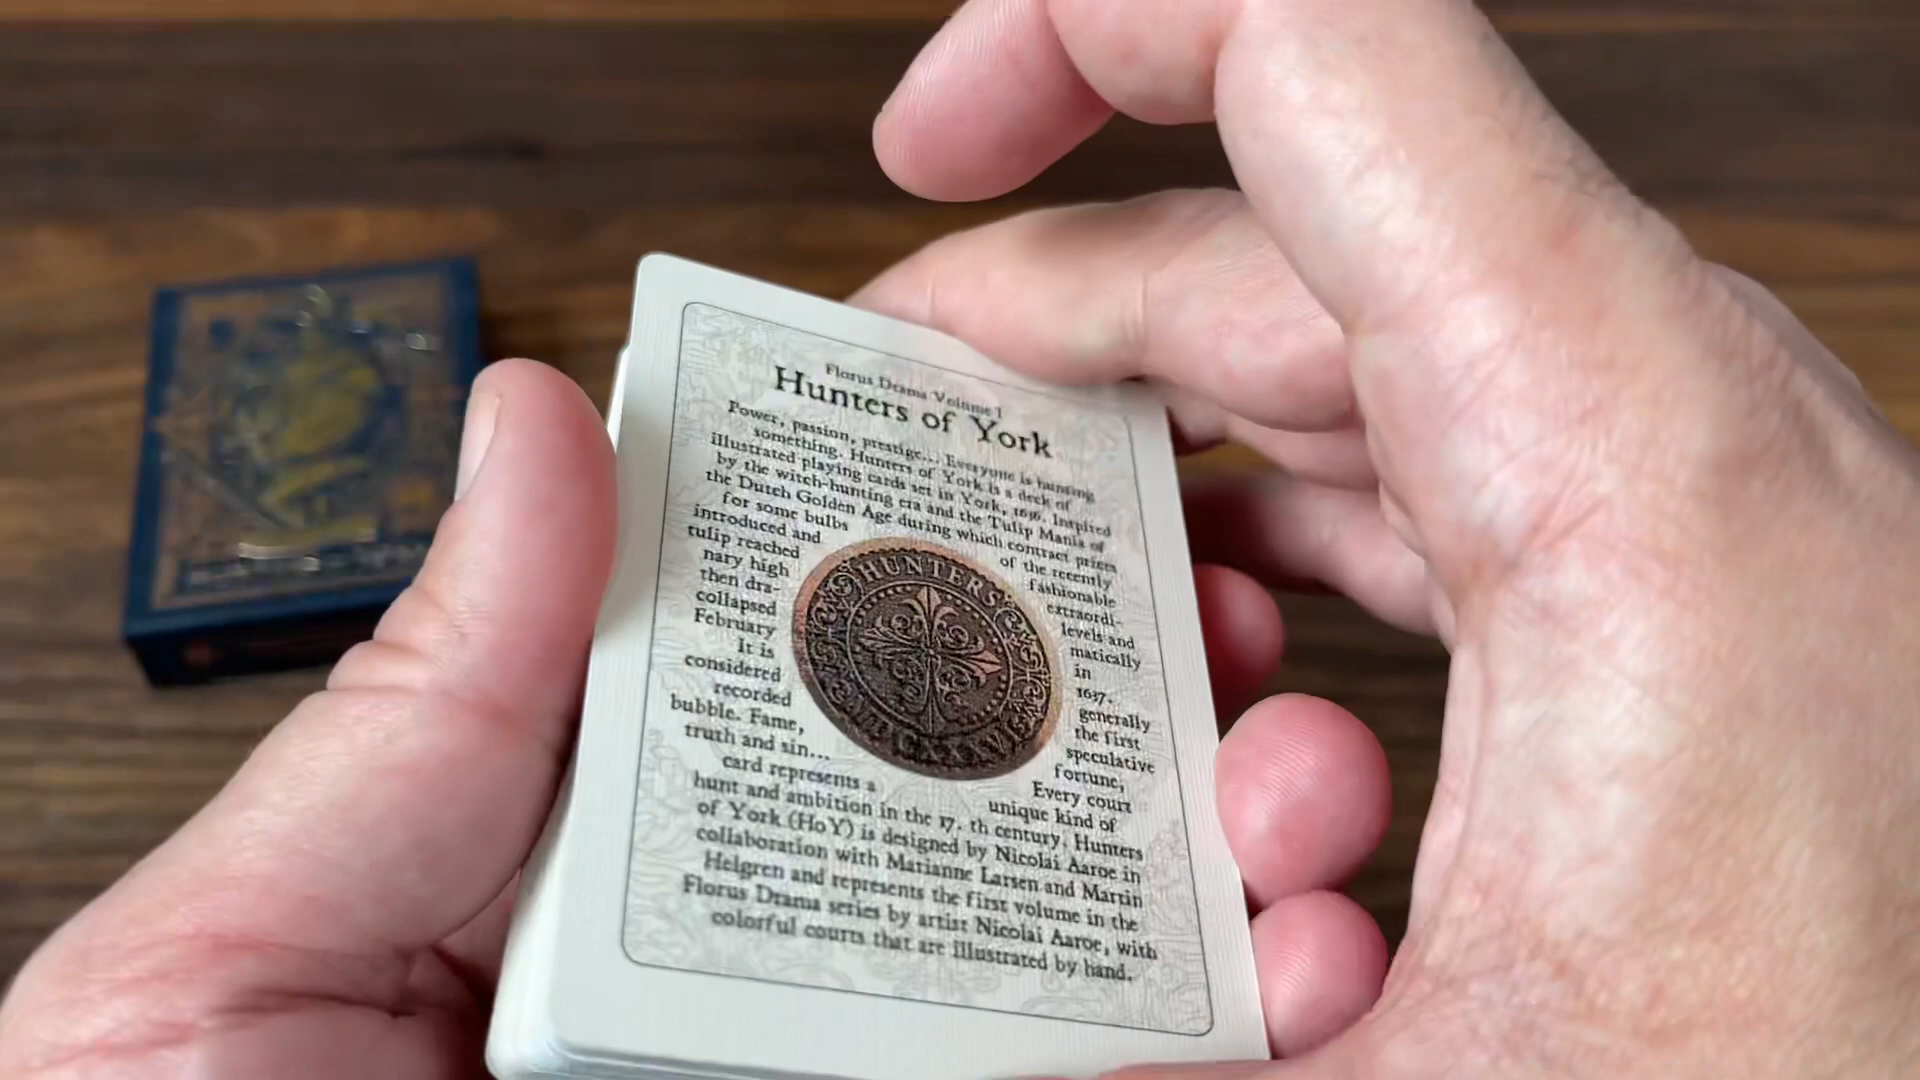 Florus Drama Volume I
Hunters of York
Power, passion, prestige... Everyone is hunting
something. Hunters of York is a deck of
illustrated playing cards set in York, 1636. Inspired
by the witch-hunting era and the Tulip Mania of
the Dutch Golden Age during which contract prices
for some bulbs of the recently
introduced and fashionable
tulip reached extraordi-
nary high levels and
then dra- matically
collapsed in
February 1637.
It is generally
considered the first
recorded speculative
bubble. Fame, fortune,
truth and sin... Every court
card represents a unique kind of
hunt and ambition in the 17. th century. Hunters
of York (HoY) is designed by Nicolai Aaroe in
collaboration with Marianne Larsen and Martin
Helgren and represents the first volume in the
Florus Drama series by artist Nicolai Aaroe, with
colorful courts that are illustrated by hand.
HUNTERS